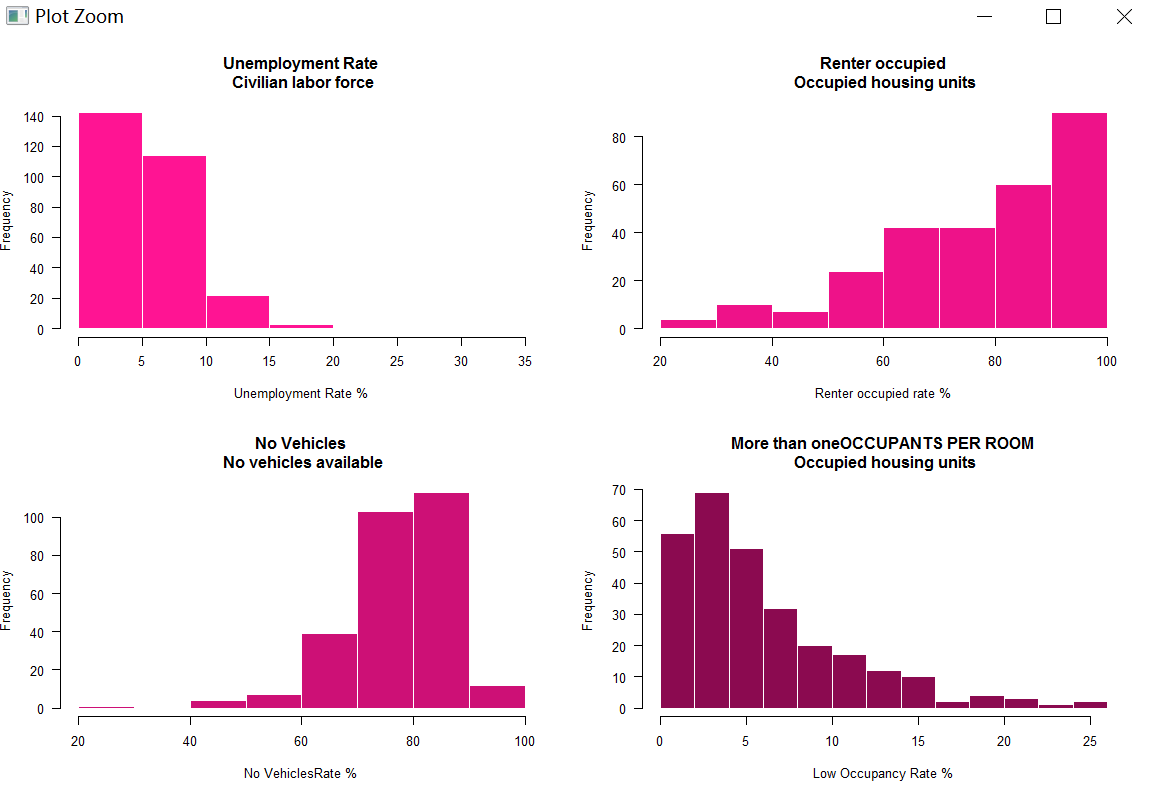 Plot Zoom
Unemployment Rate
Civilian labor force
Frequency
140
120
100
80
60
40
20
0
0 5 10 15 20 25 30 35
Unemployment Rate %
Renter occupied
Occupied housing units
Frequency
80
60
40
20
0
20 40 60 80 100
Renter occupied rate %
No Vehicles
No vehicles available
Frequency
100
80
60
40
20
0
20 40 60 80 100
No VehiclesRate %
More than oneOCCUPANTS PER ROOM
Occupied housing units
Frequency
70
60
50
40
30
20
10
0
0 5 10 15 20 25
Low Occupancy Rate %